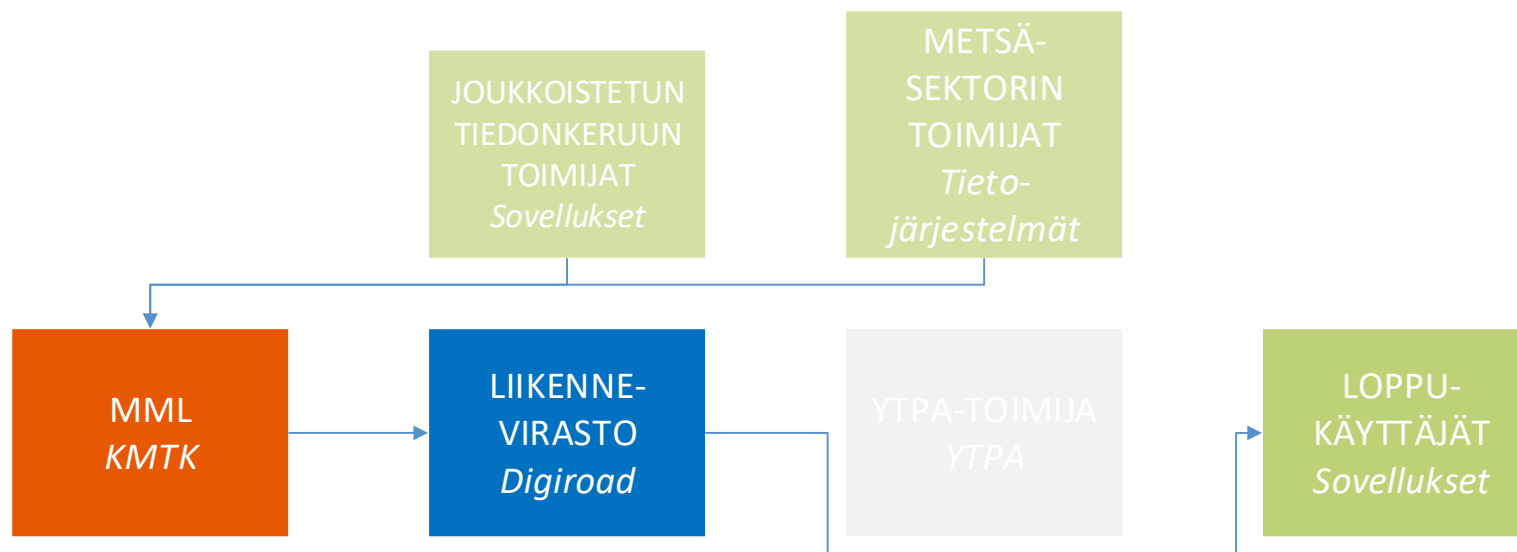 JOUKKOISTETUN
TIEDONKERUUN
TOIMIJAT
Sovellukset
METSÄ-
SEKTORIN
TOIMIJAT
Tieto-
järjestelmät
MML
KMTK
LIIKENNE-
VIRASTO
Digiroad
YTPA-TOIMIJA
YTPA
LOPPU-
KÄYTTÄJÄT
Sovellukset